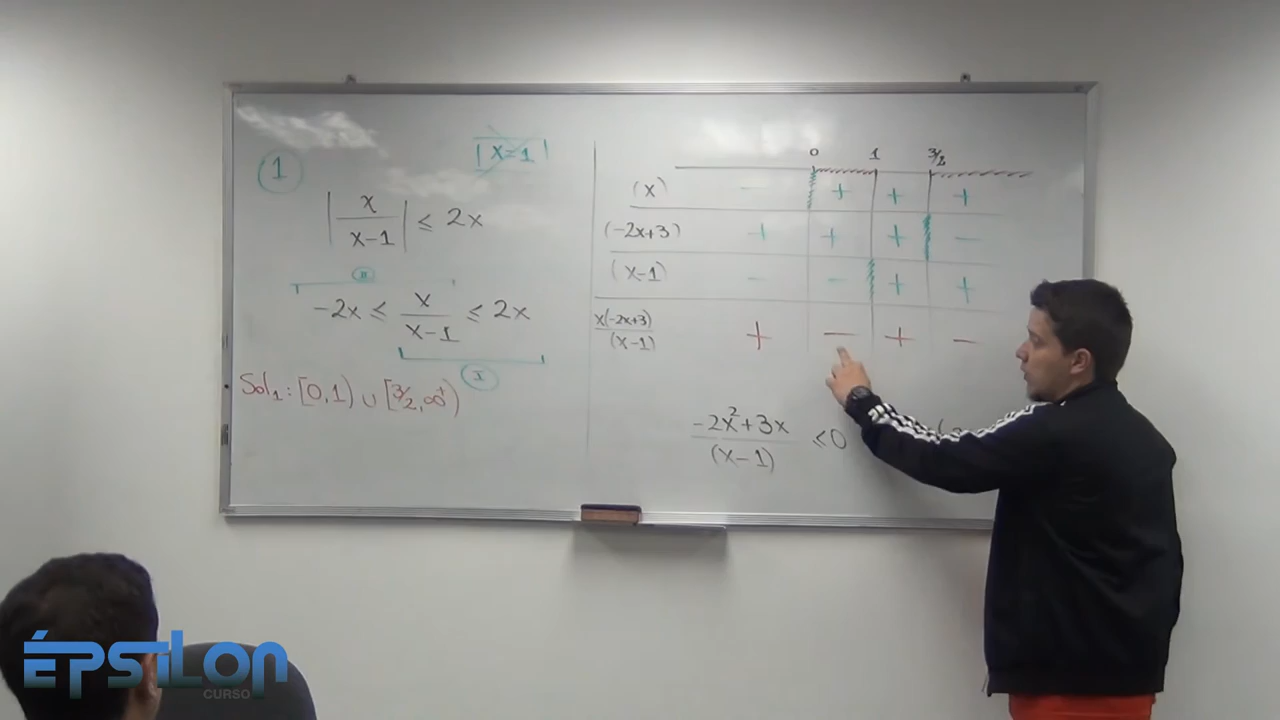 1
| X=1 |
| x / x-1 | ≤ 2x
II
-2x ≤ x / x-1 ≤ 2x
I
Sol₁ : [0,1) ∪ [3/2, ∞⁺)
0 1 3/2
(x) - + + +
(-2x+3) + + + -
(x-1) - - + +
x(-2x+3) / (x-1) + - + -
-2x²+3x / (x-1) ≤0
ÉPSILON
CURSO